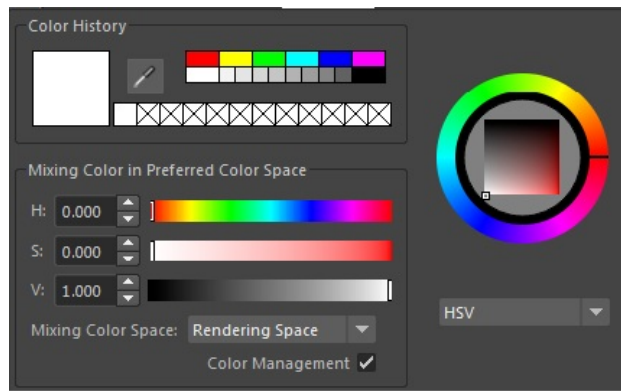 Color History
Mixing Color in Preferred Color Space
H: 0.000
S: 0.000
V: 1.000
HSV
Mixing Color Space: Rendering Space
Color Management